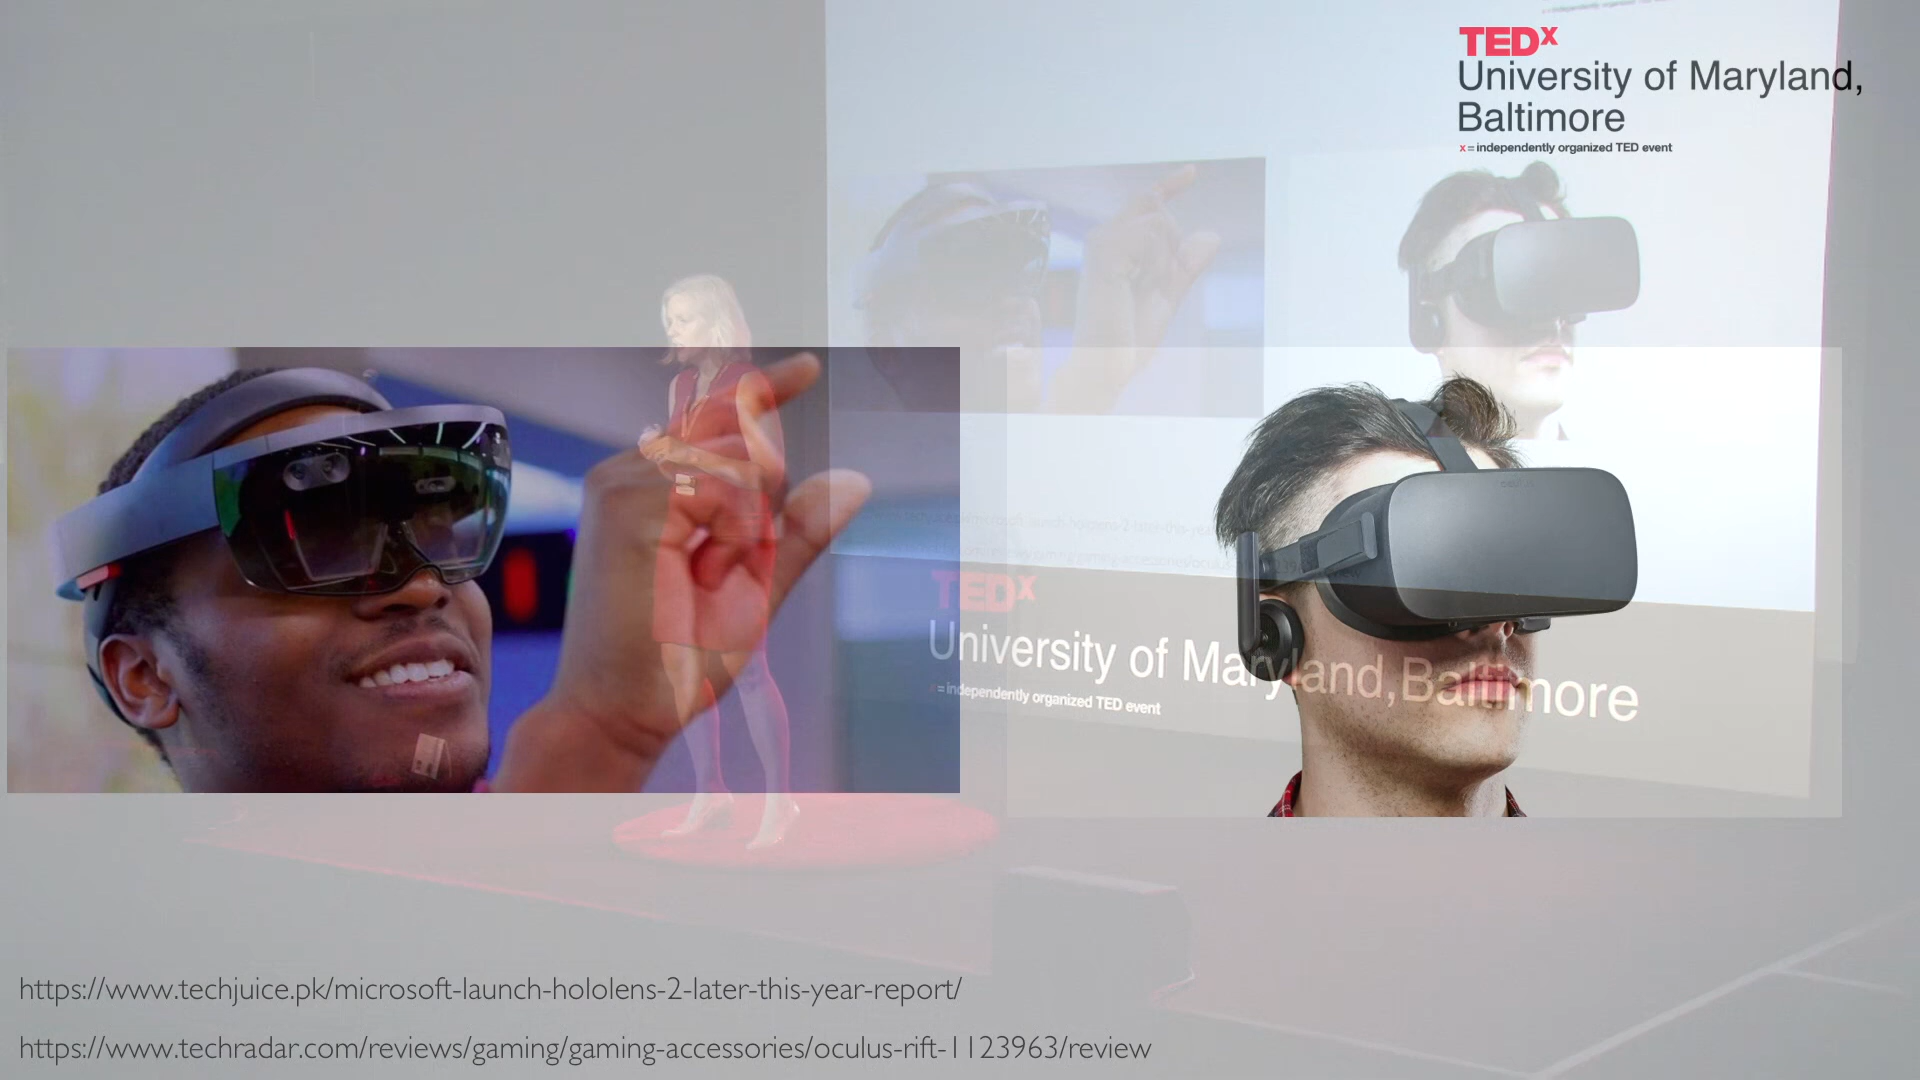 TEDx
University of Maryland,
Baltimore
x = independently organized TED event
TEDx
University of Maryland, Baltimore
x = independently organized TED event
https://www.techjuice.pk/microsoft-launch-hololens-2-later-this-year-report/
https://www.techradar.com/reviews/gaming/gaming-accessories/oculus-rift-1123963/review